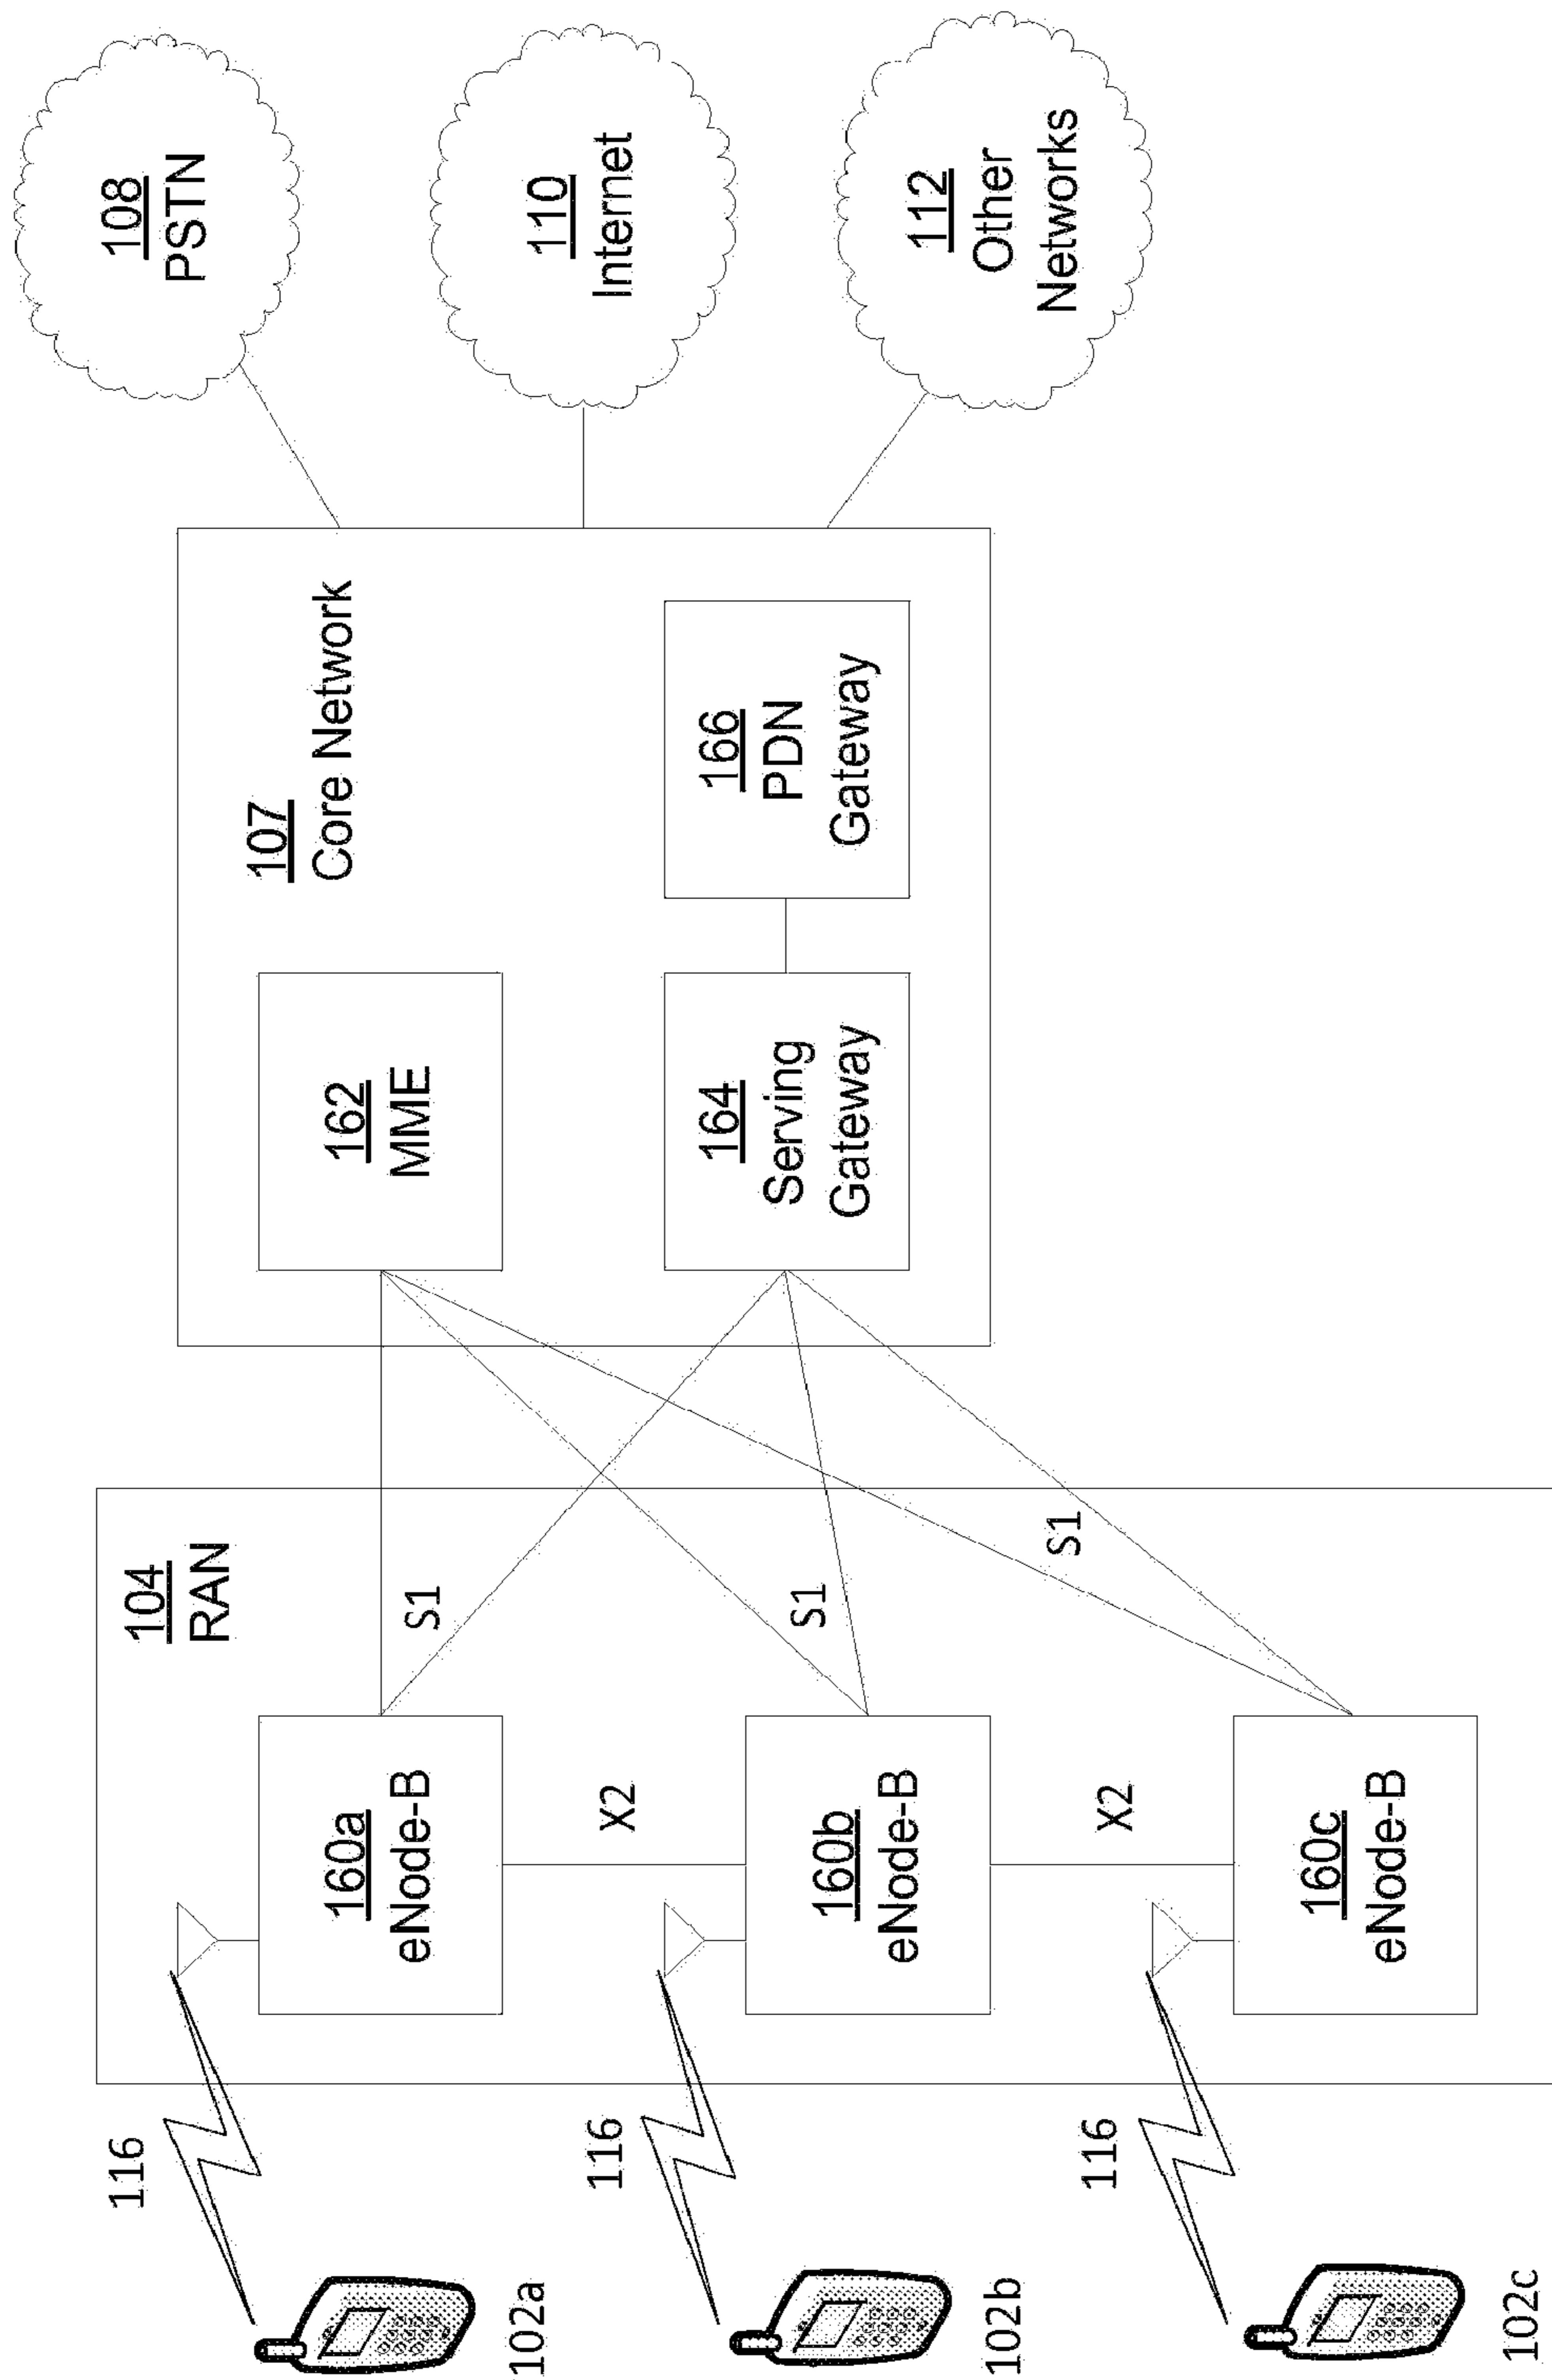 116
102a
116
102b
116
102c
104
RAN
160a
eNode-B
X2
160b
eNode-B
X2
160c
eNode-B
S1
S1
S1
107
Core Network
162
MME
164
Serving
Gateway
166
PDN
Gateway
108
PSTN
110
Internet
112
Other
Networks